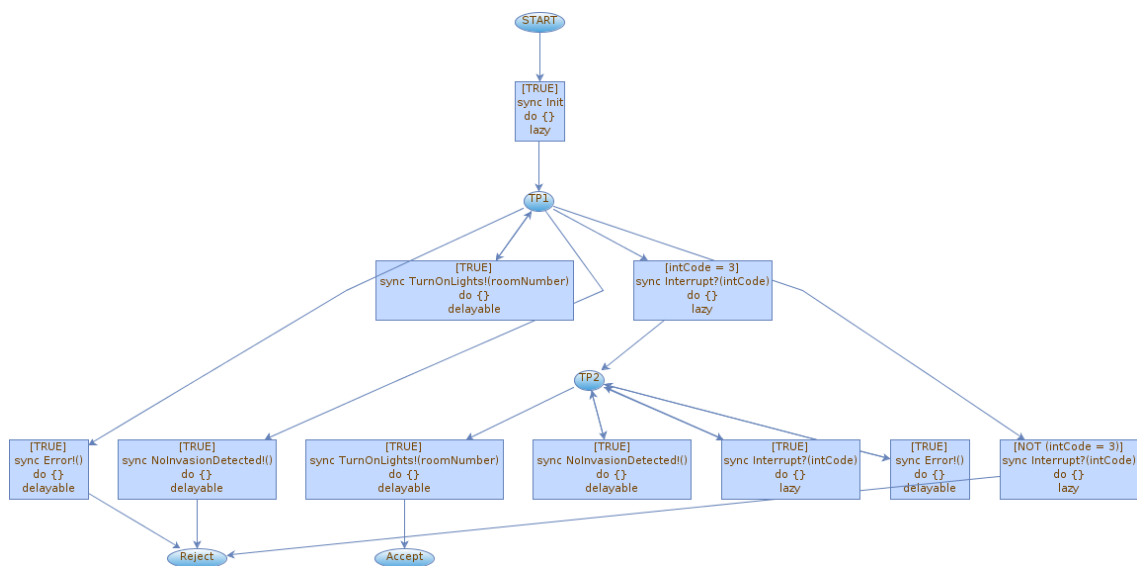 START
[TRUE]
sync Init
do {}
lazy
TP1
[TRUE]
sync TurnOnLights!(roomNumber)
do {}
delayable
[intCode = 3]
sync Interrupt?(intCode)
do {}
lazy
TP2
[TRUE]
sync Error!()
do {}
delayable
[TRUE]
sync NoInvasionDetected!()
do {}
delayable
[TRUE]
sync TurnOnLights!(roomNumber)
do {}
delayable
[TRUE]
sync NoInvasionDetected!()
do {}
delayable
[TRUE]
sync Interrupt?(intCode)
do {}
lazy
[TRUE]
sync Error!()
do {}
delayable
[NOT (intCode = 3)]
sync Interrupt?(intCode)
do {}
lazy
Reject
Accept